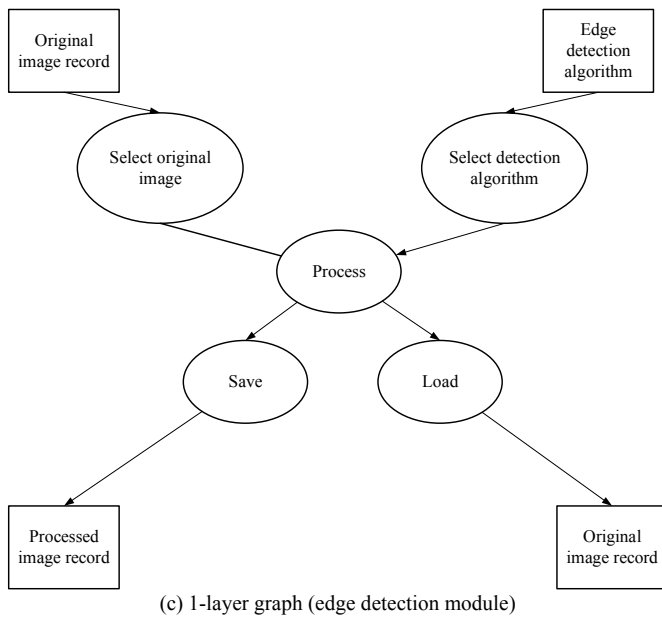 Original
image record
Edge
detection
algorithm
Select original
image
Select detection
algorithm
Process
Save
Load
Processed
image record
Original
image record
(c) 1-layer graph (edge detection module)